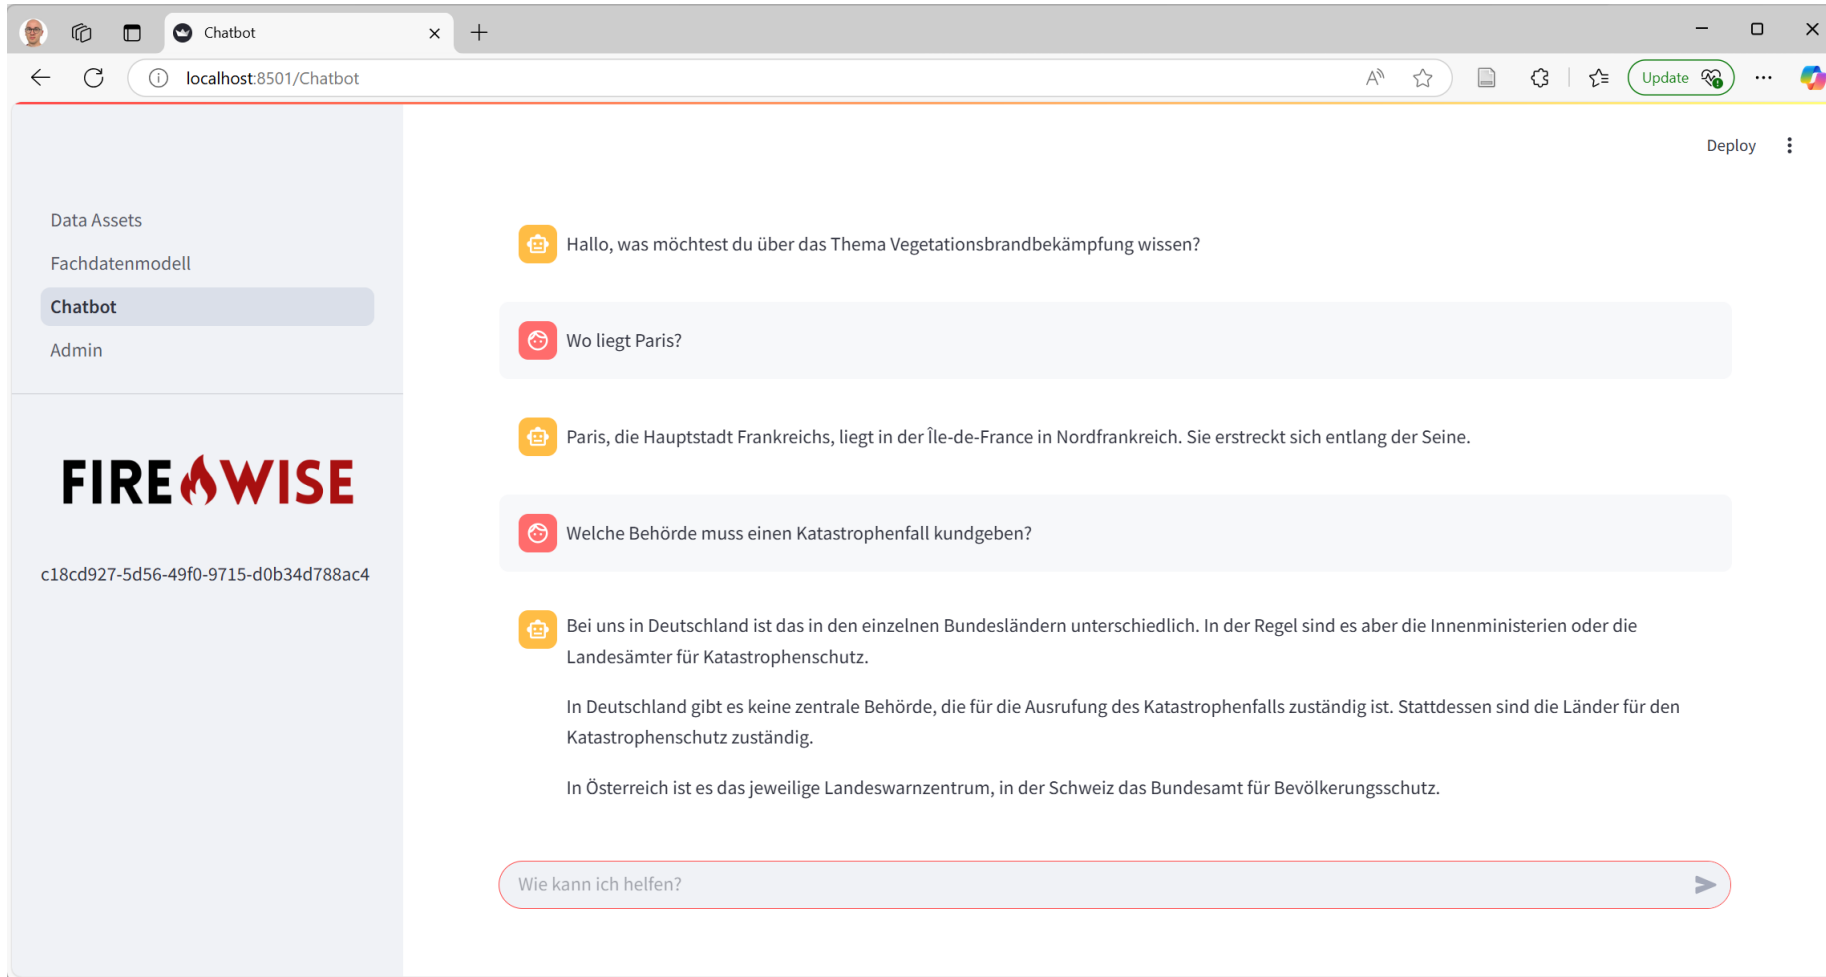 Chatbot
localhost:8501/Chatbot
Update
Deploy
Data Assets
Fachdatenmodell
Chatbot
Admin
FIREWISE
c18cd927-5d56-49f0-9715-d0b34d788ac4
Hallo, was möchtest du über das Thema Vegetationsbrandbekämpfung wissen?
Wo liegt Paris?
Paris, die Hauptstadt Frankreichs, liegt in der Île-de-France in Nordfrankreich. Sie erstreckt sich entlang der Seine.
Welche Behörde muss einen Katastrophenfall kundgeben?
Bei uns in Deutschland ist das in den einzelnen Bundesländern unterschiedlich. In der Regel sind es aber die Innenministerien oder die
Landesämter für Katastrophenschutz.
In Deutschland gibt es keine zentrale Behörde, die für die Ausrufung des Katastrophenfalls zuständig ist. Stattdessen sind die Länder für den
Katastrophenschutz zuständig.
In Österreich ist es das jeweilige Landeswarnzentrum, in der Schweiz das Bundesamt für Bevölkerungsschutz.
Wie kann ich helfen?